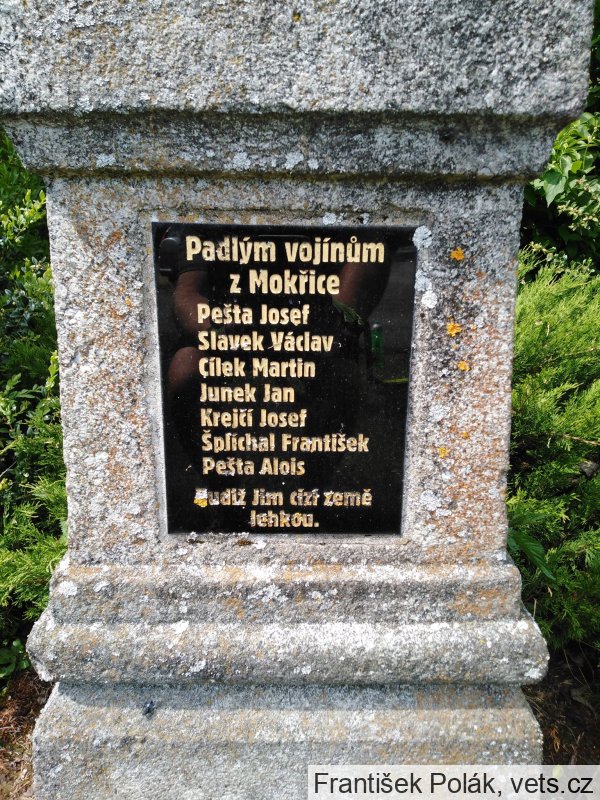 Padlým vojínům
z Mokřice
Pešta Josef
Slavek Václav
Cílek Martin
Junek Jan
Krejčí Josef
Šplíchal František
Pešta Alois
Budiž Jim cizí země
lehkou.
František Polák, vets.cz